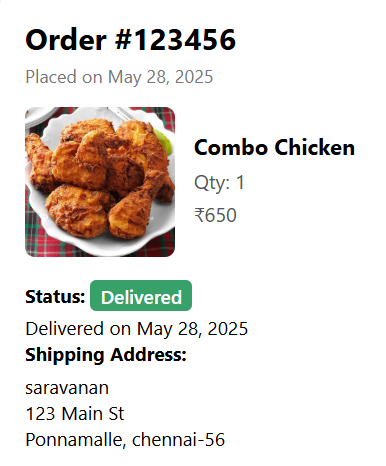 Order #123456
Placed on May 28, 2025
Combo Chicken
Qty: 1
₹650
Status: Delivered
Delivered on May 28, 2025
Shipping Address:
saravanan
123 Main St
Ponnamalle, chennai-56